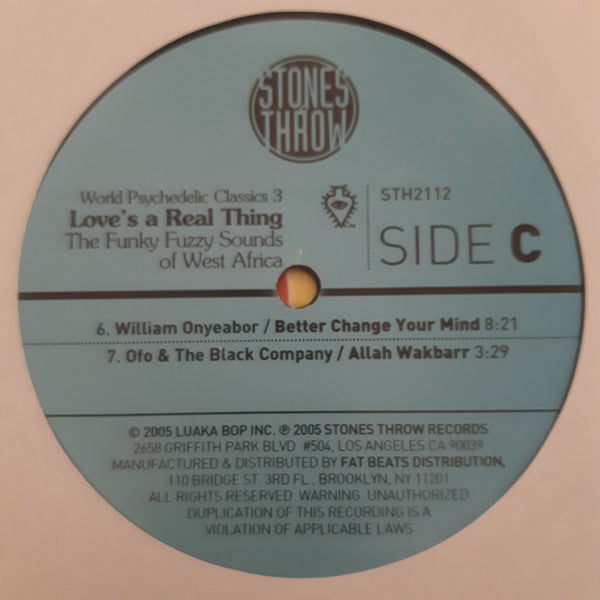 STONES
THROW
World Psychedelic Classics 3
Love's a Real Thing
The Funky Fuzzy Sounds
of West Africa
STH2112
SIDE C
6. William Onyeabor / Better Change Your Mind 8:21
7. Ofo & The Black Company / Allah Wakbarr 3:29
© 2005 LUAKA BOP INC. ℗ 2005 STONES THROW RECORDS
2658 GRIFFITH PARK BLVD #504, LOS ANGELES CA 90039
MANUFACTURED & DISTRIBUTED BY FAT BEATS DISTRIBUTION,
110 BRIDGE ST. 3RD FL., BROOKLYN, NY 11201
ALL RIGHTS RESERVED. WARNING. UNAUTHORIZED
DUPLICATION OF THIS RECORDING IS A
VIOLATION OF APPLICABLE LAWS